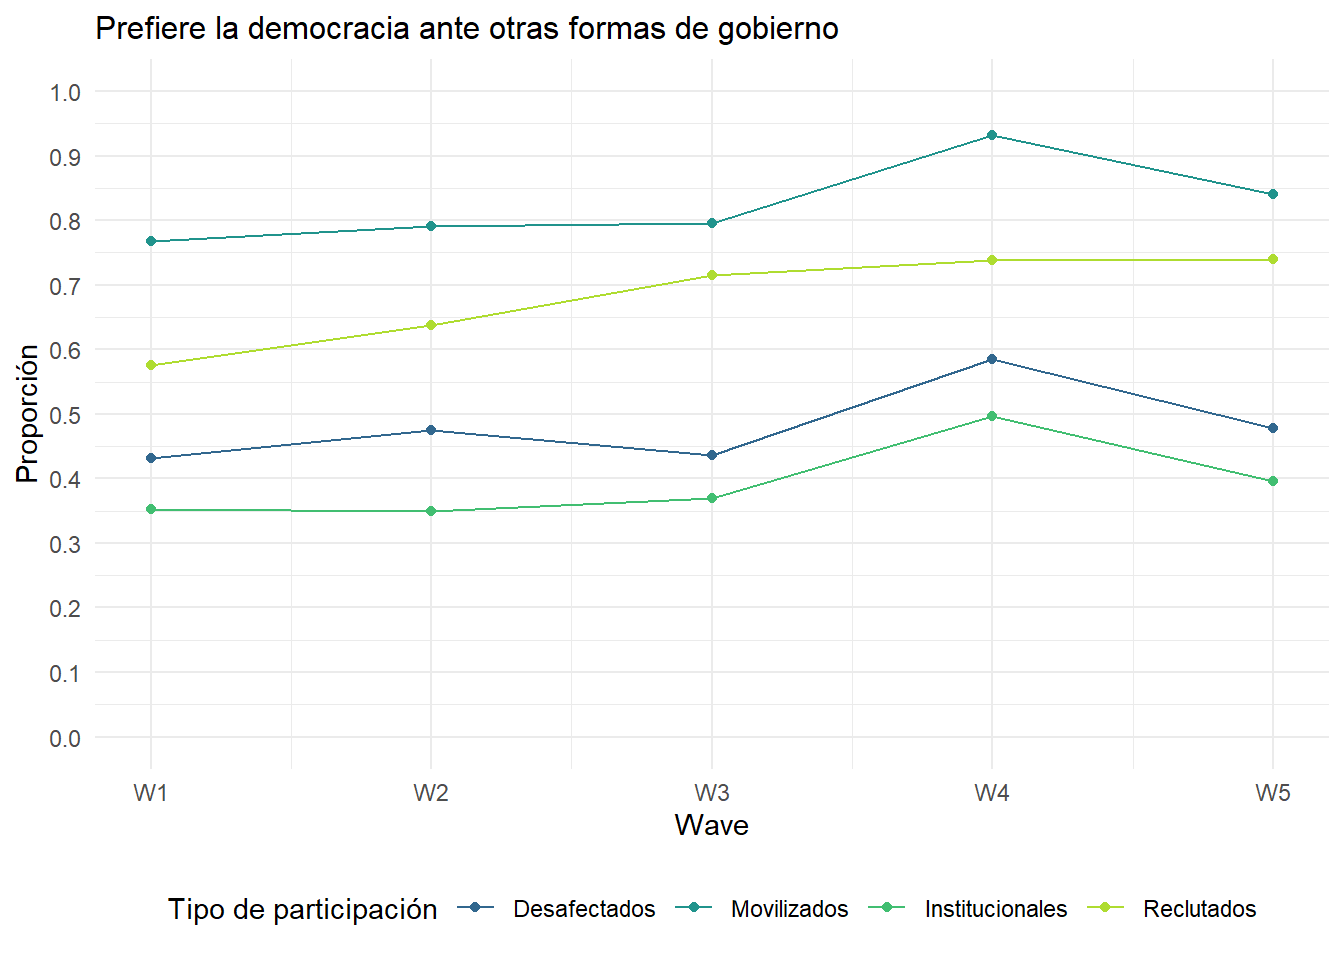 Prefiere la democracia ante otras formas de gobierno
1.0
0.9
0.8
0.7
0.6
0.5
0.4
0.3
0.2
0.1
0.0
Proporción
W1 W2 W3 W4 W5
Wave
Tipo de participación Desafectados Movilizados Institucionales Reclutados